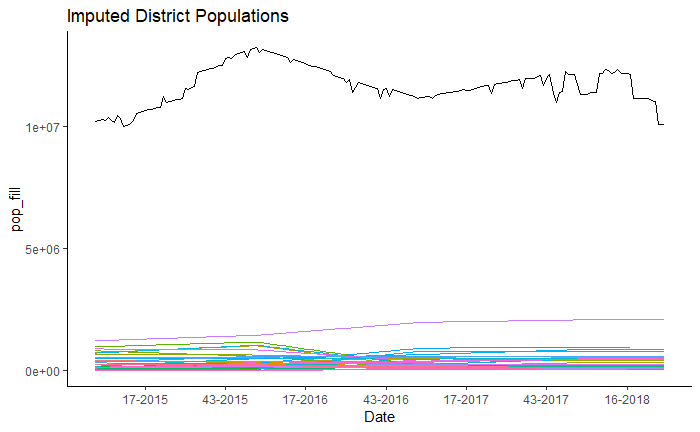 Imputed District Populations
pop_fill
1e+07
5e+06
0e+00
17-2015 43-2015 17-2016 43-2016 17-2017 43-2017 16-2018
Date